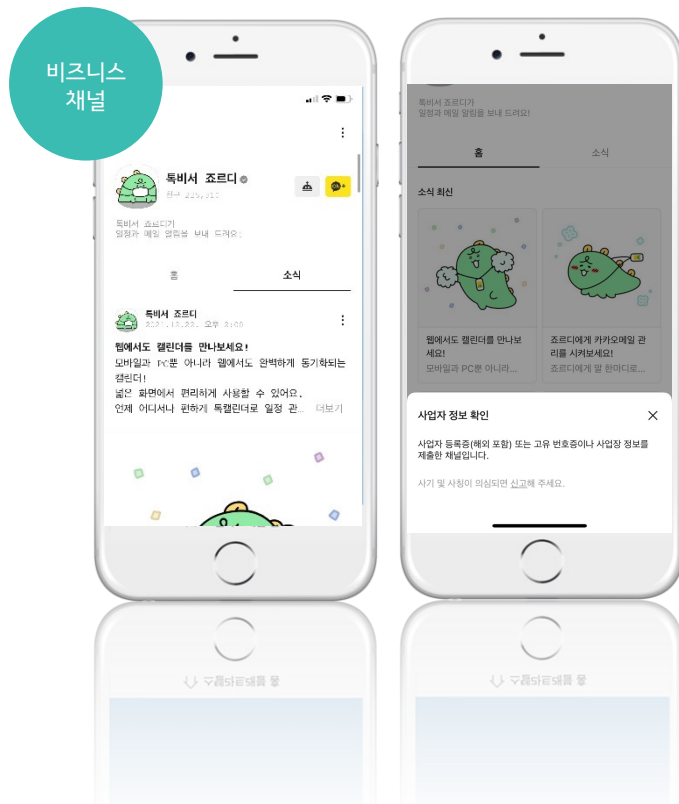 비즈니스
채널
독비서 죠르디
독비서 죠르디가
일정과 메일 알림을 보내 드려요!
홈 소식
독비서 죠르디
2021.12.22. 오후 2:00
웹에서도 캘린더를 만나보세요!
모바일과 PC뿐 아니라 웹에서도 완벽하게 동기화되는
캘린더!
넓은 화면에서 편리하게 사용할 수 있어요.
언제 어디서나 편하게 톡캘린더로 일정 관... 더보기
독비서 죠르디가
일정과 메일 알림을 보내 드려요!
홈 소식
소식 최신
웹에서도 캘린더를 만나보
세요!
모바일과 PC뿐 아니라...
죠르디에게 카카오메일 관
리를 시켜보세요!
죠르디에게 말 한마디로...
사업자 정보 확인
사업자 등록증(해외 포함) 또는 고유 번호증이나 사업장 정보를
제출한 채널입니다.
사기 및 사칭이 의심되면 신고해 주세요.